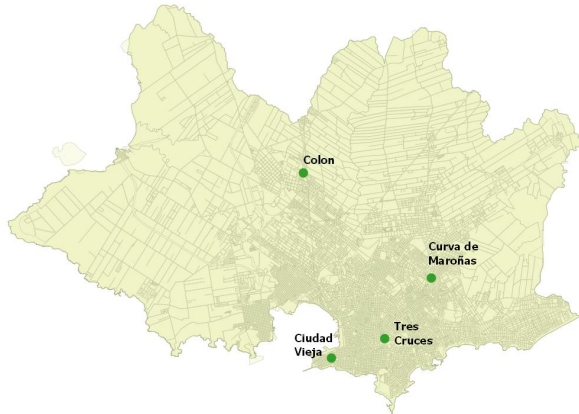 Colon
Curva de
Maroñas
Tres
Cruces
Ciudad
Vieja